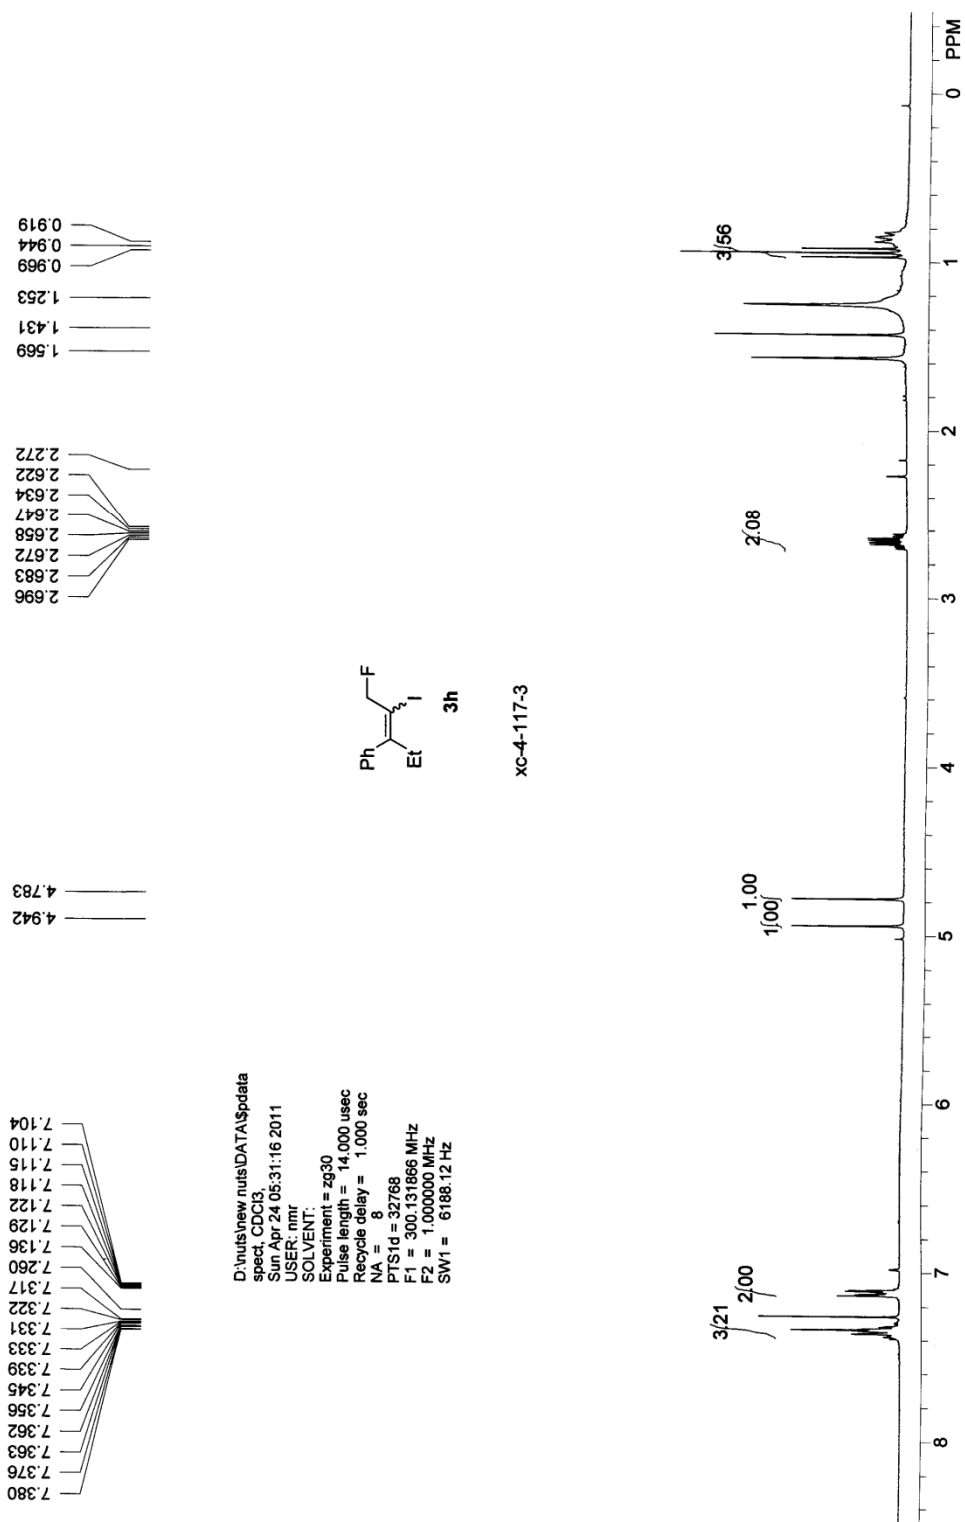 7.380
7.376
7.363
7.362
7.356
7.345
7.339
7.333
7.331
7.322
7.317
7.260
7.136
7.129
7.122
7.118
7.115
7.110
7.104
4.942
4.783
2.696
2.683
2.672
2.658
2.647
2.634
2.622
2.272
1.569
1.431
1.253
0.969
0.944
0.919
D:\nuts\new nuts\DATA\$pdata
spect, CDCl3,
Sun Apr 24 05:31:16 2011
USER: nmr
SOLVENT:
Experiment = zg30
Pulse length = 14.000 usec
Recycle delay = 1.000 sec
NA = 8
PTS1d = 32768
F1 = 300.131866 MHz
F2 = 1.000000 MHz
SW1 = 6188.12 Hz
Ph
F
Et
I
3h
xc-4-117-3
3.21
2.00
1.00
1.00
2.08
3.56
8 7 6 5 4 3 2 1 0 PPM